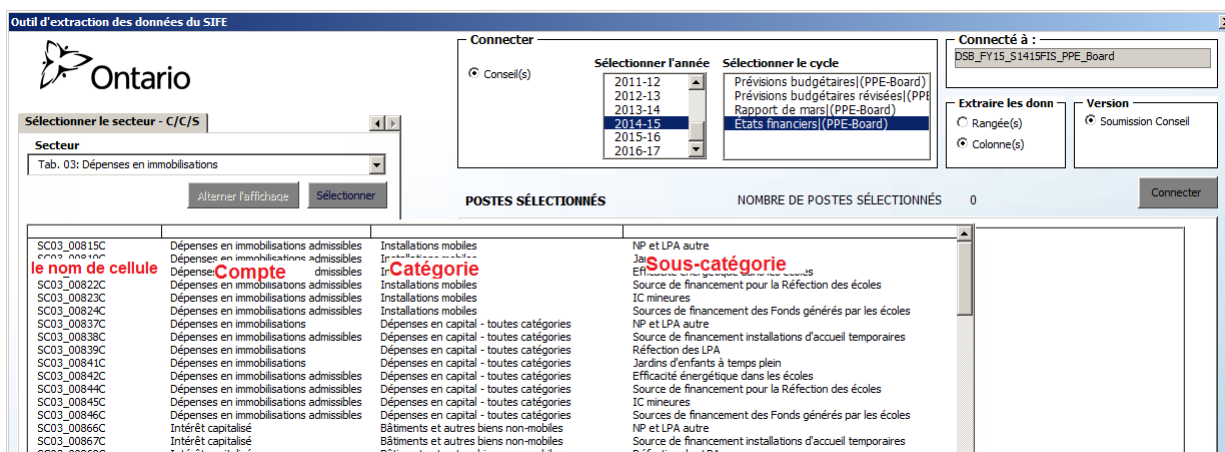 Outil d'extraction des données du SIFE
Ontario
Connecter
Conseil(s)
Sélectionner l'année
2011-12
2012-13
2013-14
2014-15
2015-16
2016-17
Sélectionner le cycle
Prévisions budgétaires|(PPE-Board)
Prévisions budgétaires révisées|(PPE
Rapport de mars|(PPE-Board)
États financiers|(PPE-Board)
Connecté à :
DSB_FY15_S1415FIS_PPE_Board
Extraire les donn
Rangée(s)
Colonne(s)
Version
Soumission Conseil
Sélectionner le secteur - C/C/S
Secteur
Tab. 03: Dépenses en immobilisations
Alterner l'affichage
Sélectionner
POSTES SÉLECTIONNÉS
NOMBRE DE POSTES SÉLECTIONNÉS 0
Connecter
SC03_00815C Dépenses en immobilisations admissibles Installations mobiles NP et LPA autre
Dépenses en immobilisations admissibles
le nom de cellule Compte Catégorie Sous-catégorie
SC03_00822C Dépenses en immobilisations admissibles Installations mobiles Source de financement pour la Réfection des écoles
SC03_00823C Dépenses en immobilisations admissibles Installations mobiles IC mineures
SC03_00824C Dépenses en immobilisations admissibles Installations mobiles Sources de financement des Fonds générés par les écoles
SC03_00837C Dépenses en immobilisations Dépenses en capital - toutes catégories NP et LPA autre
SC03_00838C Dépenses en immobilisations admissibles Dépenses en capital - toutes catégories Source de financement installations d'accueil temporaires
SC03_00839C Dépenses en immobilisations Dépenses en capital - toutes catégories Réfection des LPA
SC03_00841C Dépenses en immobilisations Dépenses en capital - toutes catégories Jardins d'enfants à temps plein
SC03_00842C Dépenses en immobilisations admissibles Dépenses en capital - toutes catégories Efficacité énergétique dans les écoles
SC03_00844C Dépenses en immobilisations admissibles Dépenses en capital - toutes catégories Source de financement pour la Réfection des écoles
SC03_00845C Dépenses en immobilisations admissibles Dépenses en capital - toutes catégories IC mineures
SC03_00846C Dépenses en immobilisations admissibles Dépenses en capital - toutes catégories Sources de financement des Fonds générés par les écoles
SC03_00866C Intérêt capitalisé Bâtiments et autres biens non-mobiles NP et LPA autre
SC03_00867C Intérêt capitalisé Bâtiments et autres biens non-mobiles Source de financement installations d'accueil temporaires